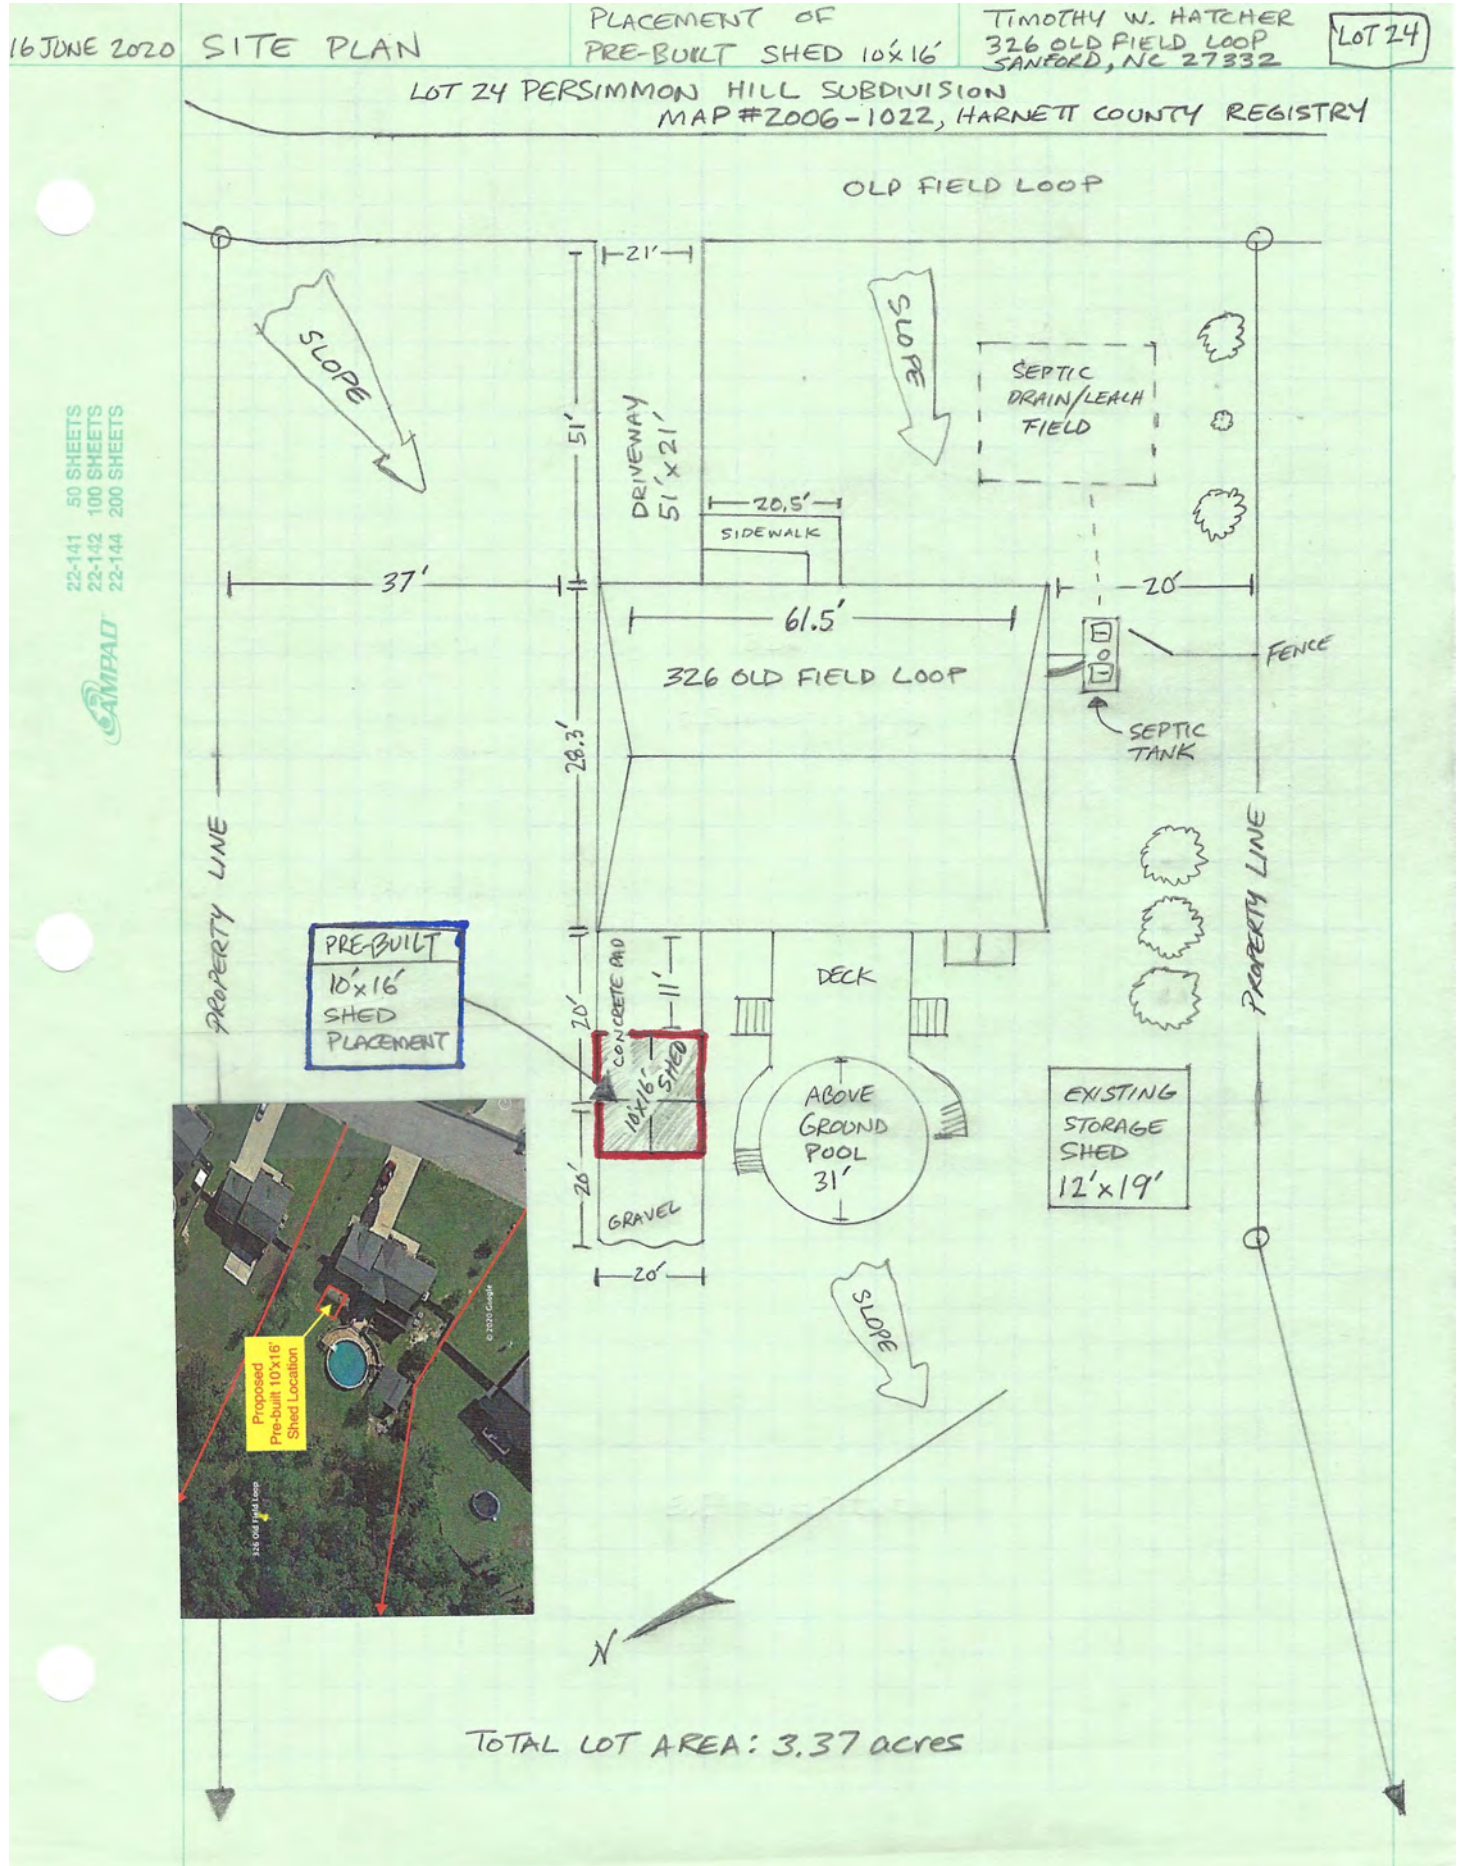 16 JUNE 2020
SITE PLAN
PLACEMENT OF
PRE-BUILT SHED 10'X16'
TIMOTHY W. HATCHER
326 OLD FIELD LOOP
SANFORD, NC 27332
LOT 24
LOT 24 PERSIMMON HILL SUBDIVISION
MAP #2006-1022, HARNETT COUNTY REGISTRY
OLD FIELD LOOP
21'
SLOPE
SLOPE
51'
DRIVEWAY
51' X 21'
SEPTIC
DRAIN/LEACH
FIELD
20.5'
SIDEWALK
22-141 50 SHEETS
22-142 100 SHEETS
22-144 200 SHEETS
AMPAD
37'
20'
61.5'
326 OLD FIELD LOOP
FENCE
SEPTIC
TANK
28.3'
PROPERTY LINE
PROPERTY LINE
PRE-BUILT
10'X16'
SHED
PLACEMENT
20'
CONCRETE PAD
11'
10'X16' SHED
DECK
ABOVE
GROUND
POOL
31'
EXISTING
STORAGE
SHED
12'X19'
20'
GRAVEL
20'
SLOPE
Proposed
Pre-built 10'x16'
Shed Location
© 2020 Google
326 Old Field Loop
N
TOTAL LOT AREA: 3.37 acres